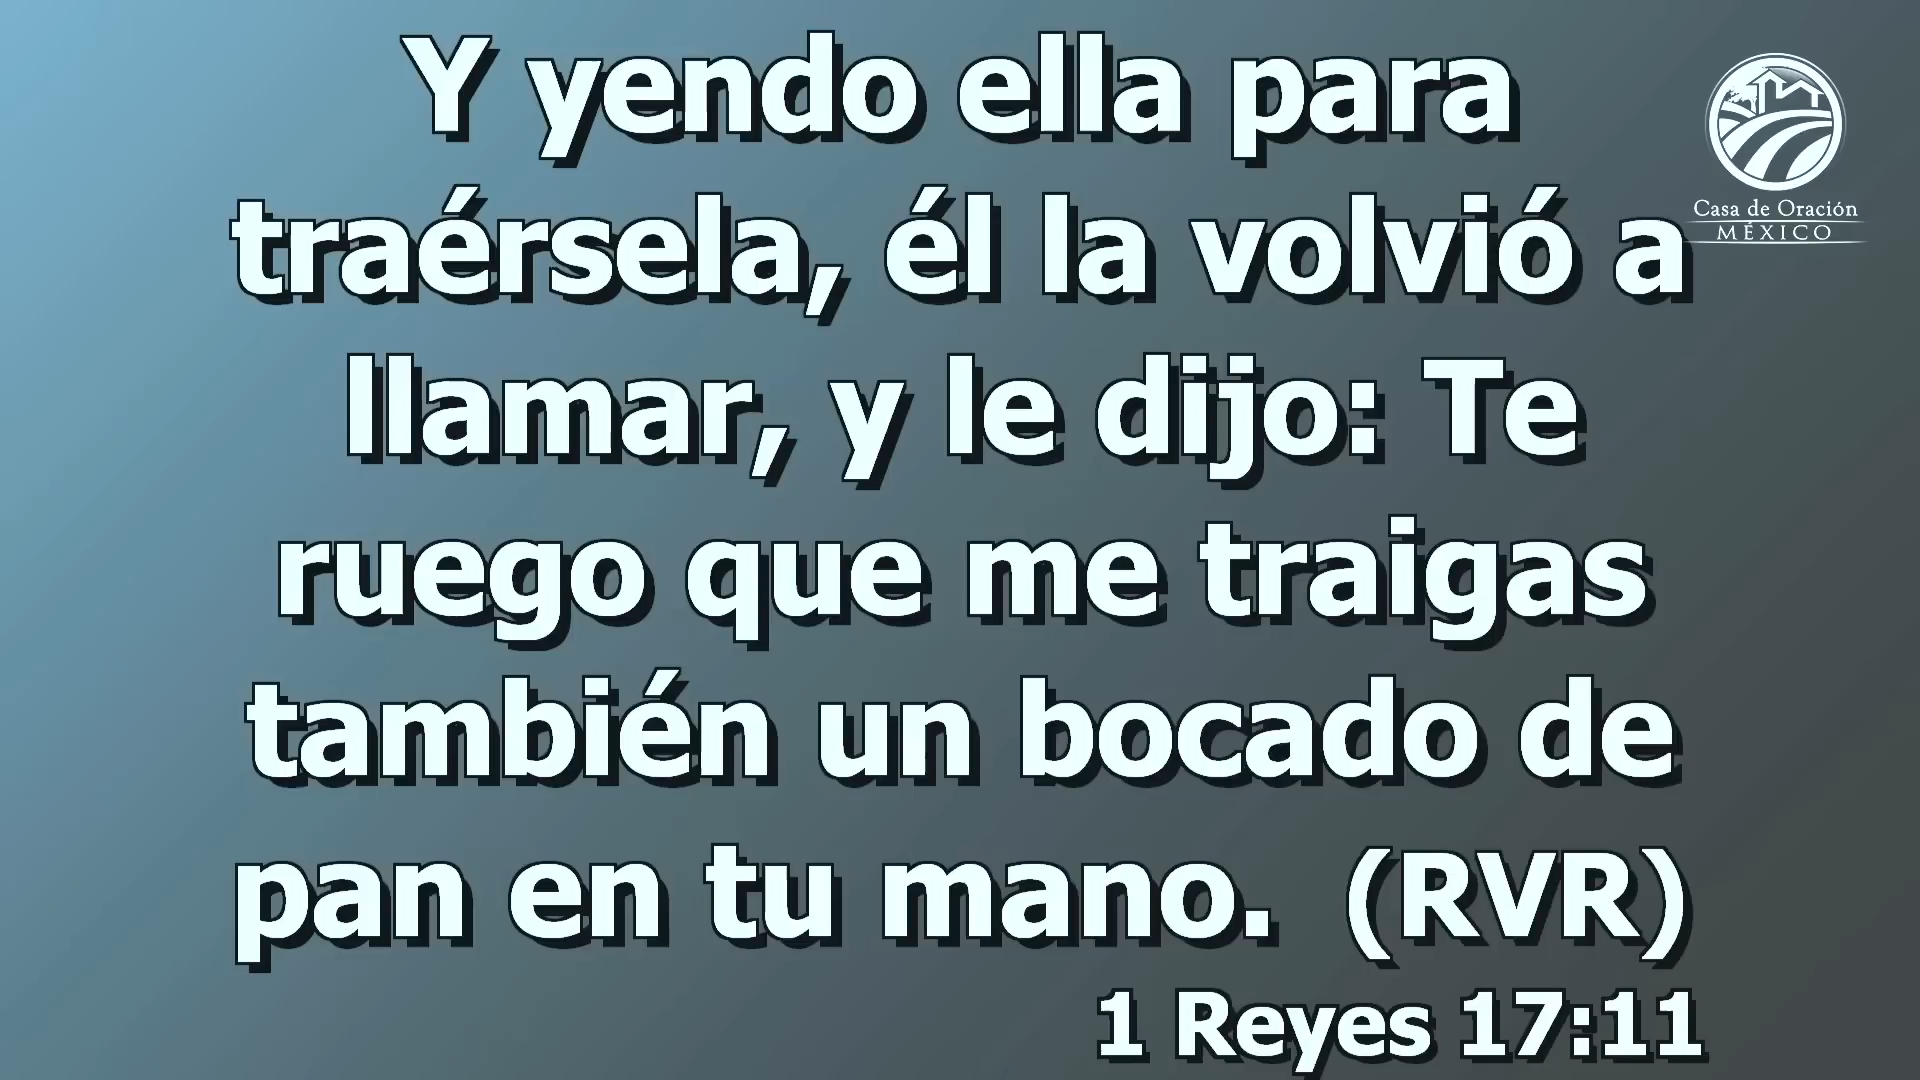 Y yendo ella para
traérsela, él la volvió a
llamar, y le dijo: Te
ruego que me traigas
también un bocado de
pan en tu mano.  (RVR)
1 Reyes 17:11
Casa de Oración
MÉXICO